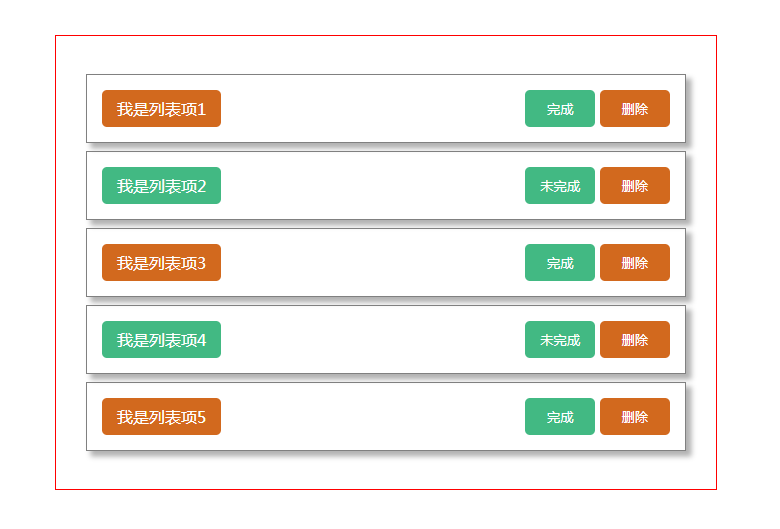 我是列表项1 完成 删除
我是列表项2 未完成 删除
我是列表项3 完成 删除
我是列表项4 未完成 删除
我是列表项5 完成 删除